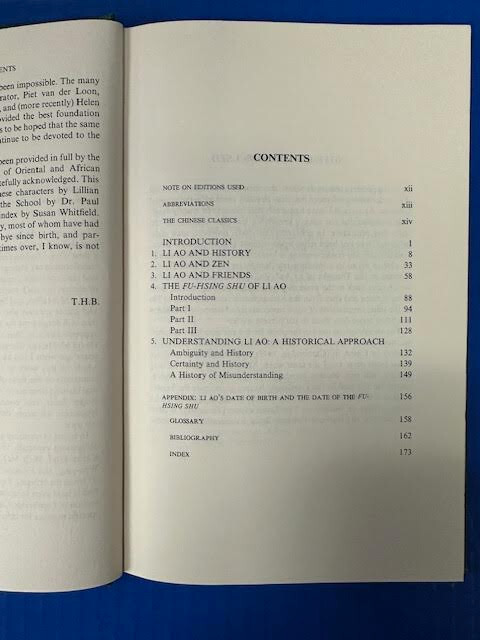 ENTS
been impossible. The many
rator, Piet van der Loon,
, and (more recently) Helen
vided the best foundation
s to be hoped that the same
tinue to be devoted to the
been provided in full by the
of Oriental and African
tefully acknowledged. This
nese characters by Lillian
the School by Dr. Paul
index by Susan Whitfield.
y, most of whom have had
bye since birth, and par-
times over, I know, is not
T.H.B.
CONTENTS
NOTE ON EDITIONS USED xii
ABBREVIATIONS xiii
THE CHINESE CLASSICS xiv
INTRODUCTION 1
1. LI AO AND HISTORY 8
2. LI AO AND ZEN 33
3. LI AO AND FRIENDS 58
4. THE FU-HSING SHU OF LI AO
Introduction 88
Part I 94
Part II 111
Part III 128
5. UNDERSTANDING LI AO: A HISTORICAL APPROACH
Ambiguity and History 132
Certainty and History 139
A History of Misunderstanding 149
APPENDIX: LI AO'S DATE OF BIRTH AND THE DATE OF THE FU- 156
HSING SHU
GLOSSARY 158
BIBLIOGRAPHY 162
INDEX 173